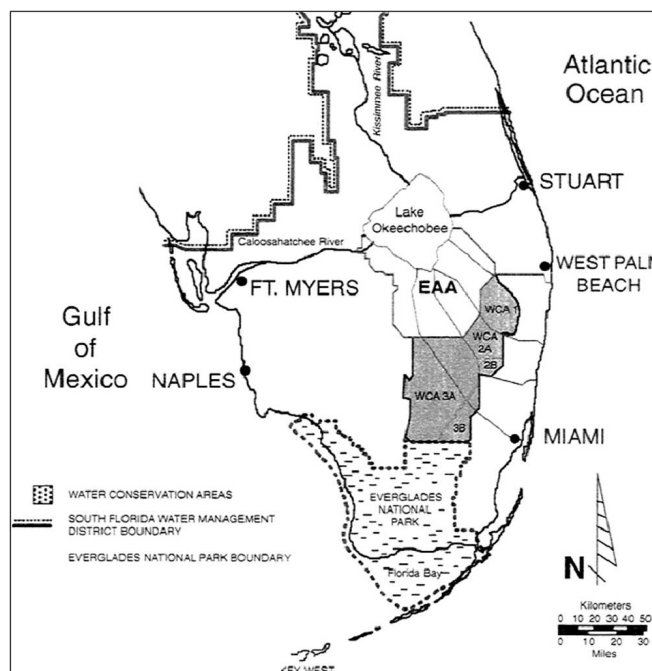 Atlantic
Ocean
Kissimmee River
STUART
Lake
Okeechobee
Caloosahatchee River
WEST PALM
BEACH
FT. MYERS
EAA
WCA 1
Gulf
of
Mexico
WCA
2A
2B
NAPLES
WCA 3A
3B
MIAMI
WATER CONSERVATION AREAS
EVERGLADES
NATIONAL
PARK
SOUTH FLORIDA WATER MANAGEMENT
DISTRICT BOUNDARY
EVERGLADES NATIONAL PARK BOUNDARY
Florida Bay
N
Kilometers
0 10 20 30 40 50
0 10 20 30
Miles
KEY WEST